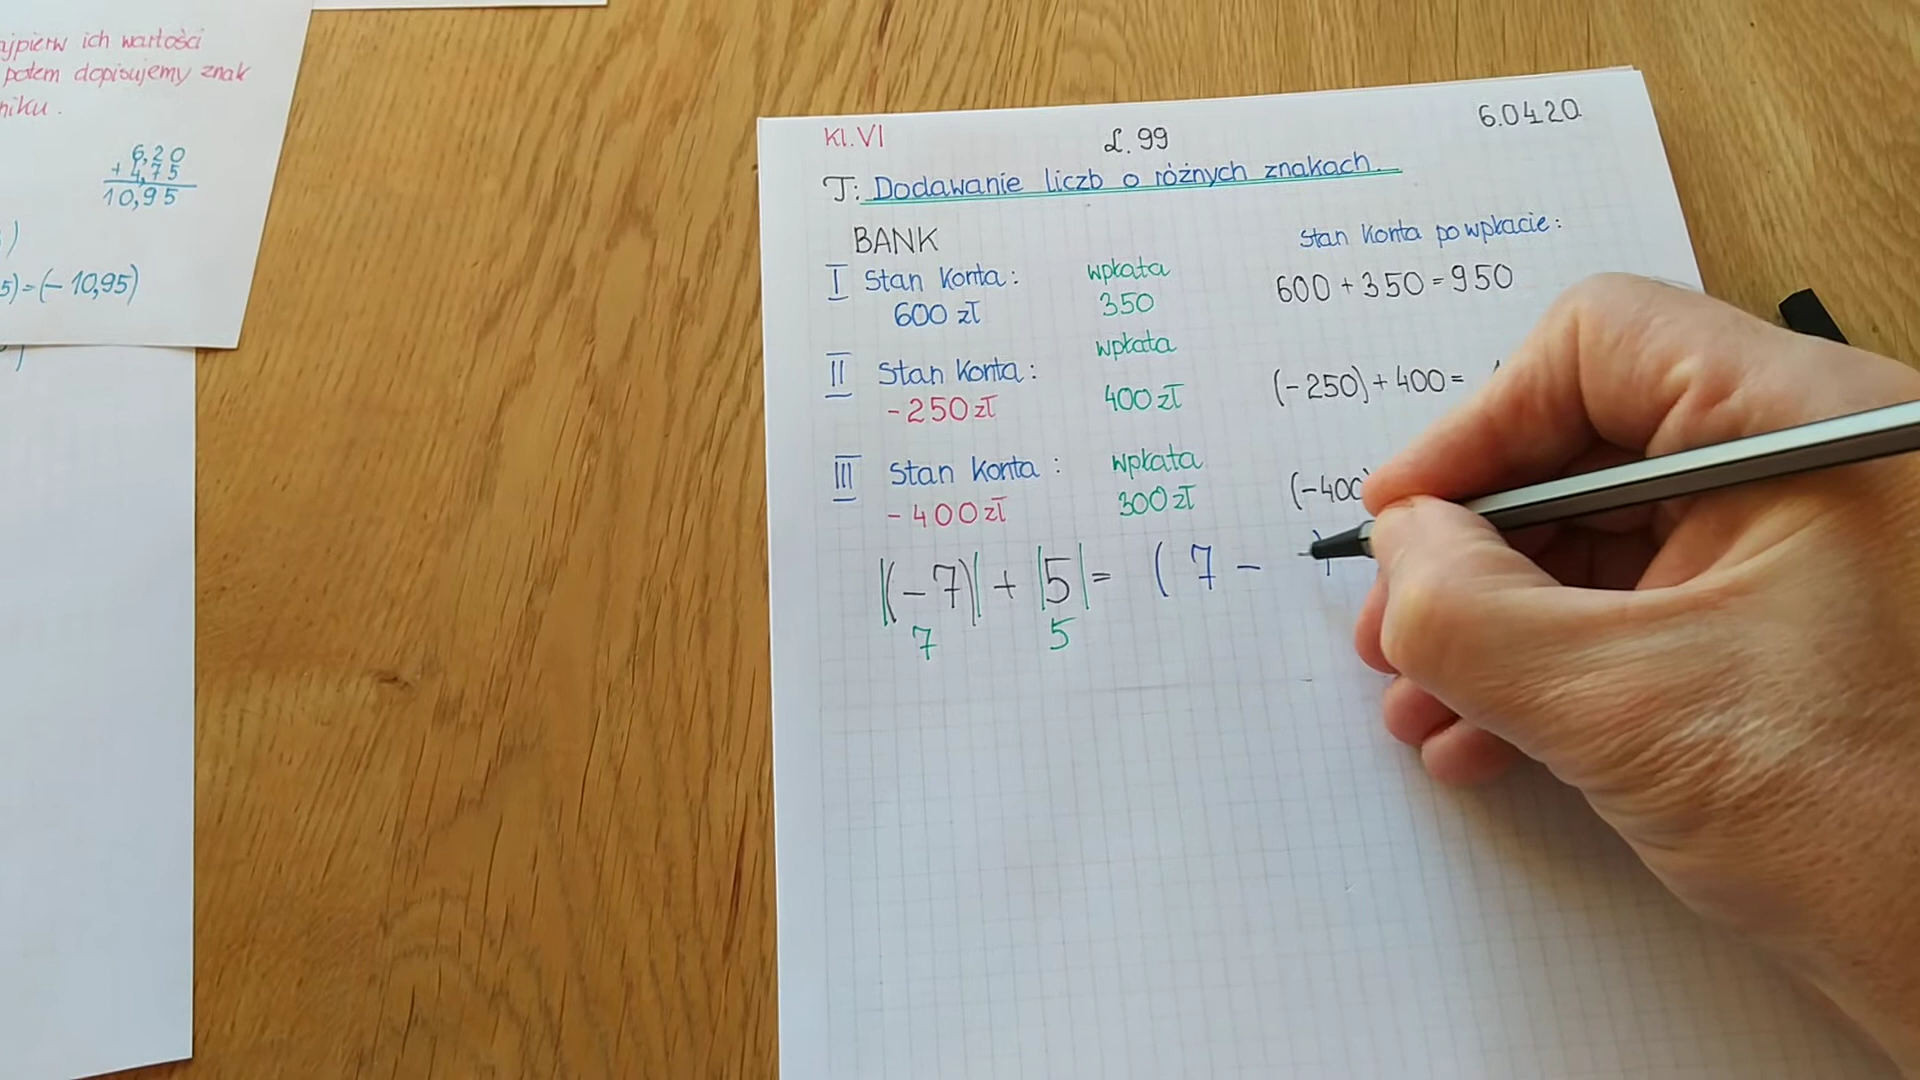 ich wartości
potem dopisujemy znak
6,20
+ 4,75
10,95
)
5)=(-10,95)
Kl.VI
L.99
6.04.20
T: Dodawanie liczb o różnych znakach.
BANK
Stan konta po wpłacie:
I Stan konta: wpłata
600 zł 350 600 + 350 = 950
II Stan konta: wpłata
-250 zł 400 zł (-250) + 400 =
III Stan konta: wpłata
-400 zł 300 zł (-400)
|(-7)| + |5| = ( 7 -
7 5